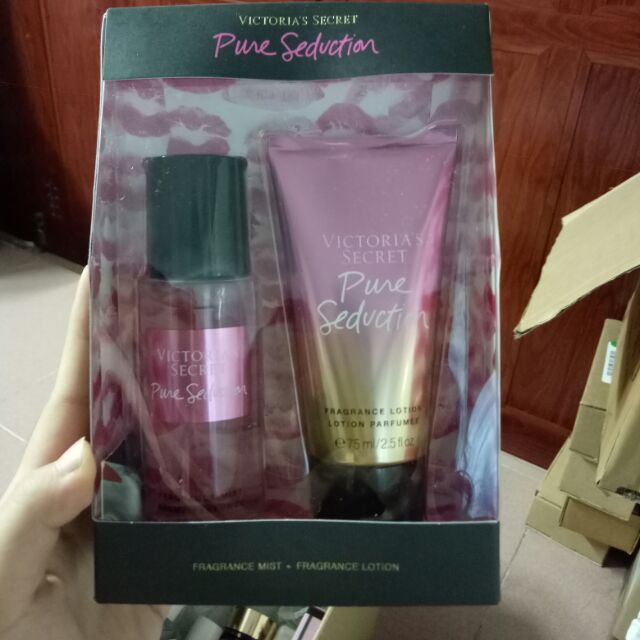 VICTORIA'S SECRET
Pure Seduction
VICTORIA'S
SECRET
Pure Seduction
VICTORIA'S
SECRET
Pure
Seduction
FRAGRANCE LOTION
LOTION PARFUMÉE
℮ 75 ml/2.5 fl oz
FRAGRANCE MIST • FRAGRANCE LOTION